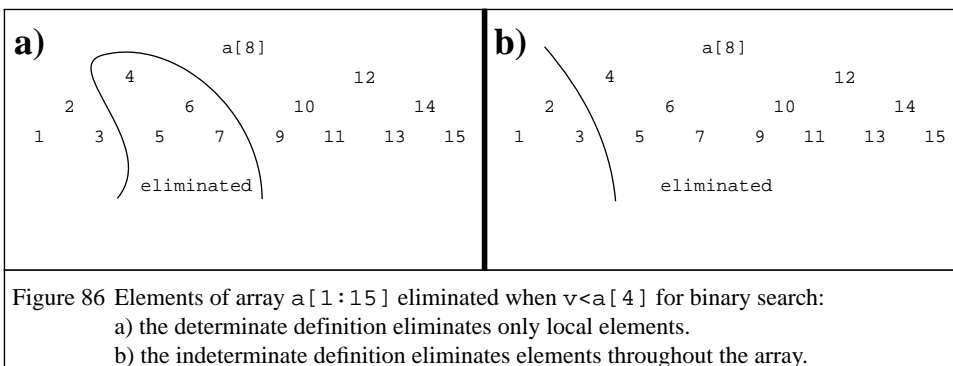 a) a[8] b) a[8]
4 12 4 12
2 6 10 14 2 6 10 14
1 3 5 7 9 11 13 15 1 3 5 7 9 11 13 15
eliminated eliminated
Figure 86 Elements of array a[1:15] eliminated when v<a[4] for binary search:
a) the determinate definition eliminates only local elements.
b) the indeterminate definition eliminates elements throughout the array.